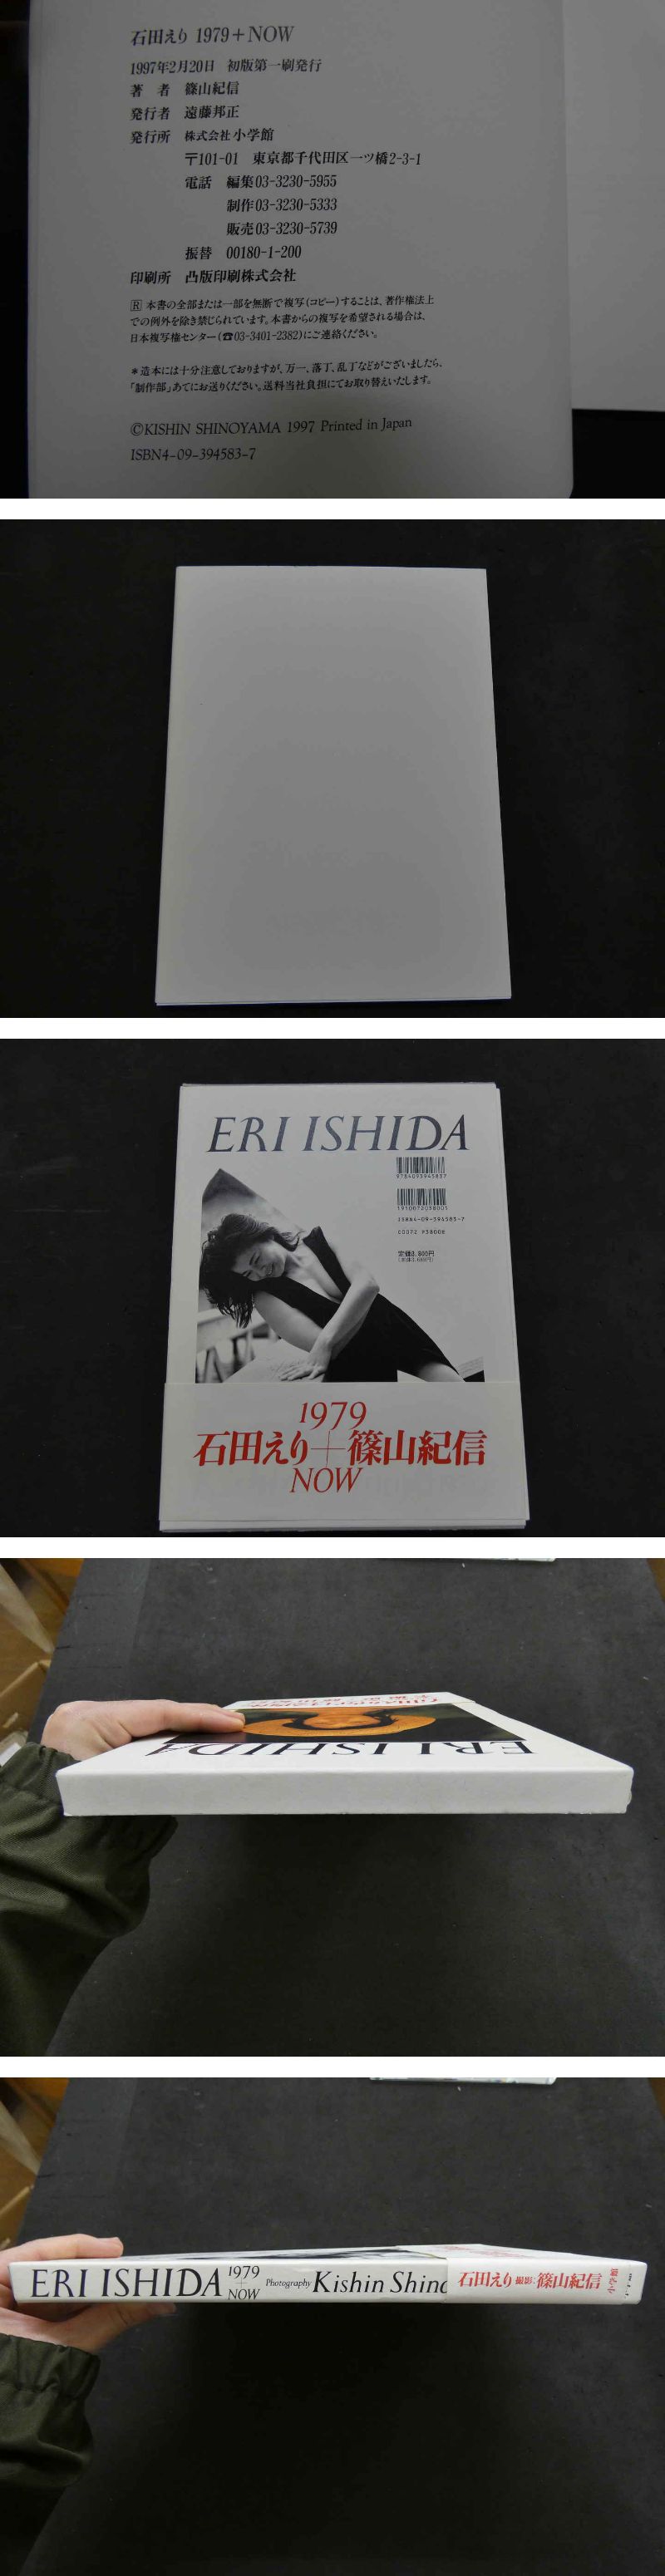 石田えり 1979＋NOW
1997年2月20日　初版第一刷発行
著　者　篠山紀信
発行者　遠藤邦正
発行所　株式会社小学館
〒101-01　東京都千代田区一ツ橋2-3-1
電話　編集03-3230-5955
制作03-3230-5333
販売03-3230-5739
振替　00180-1-200
印刷所　凸版印刷株式会社
R 本書の全部または一部を無断で複写（コピー）することは、著作権法上
での例外を除き禁じられています。本書からの複写を希望される場合は、
日本複写権センター（☎03-3401-2382）にご連絡ください。
＊造本には十分注意しておりますが、万一、落丁、乱丁などがございましたら、
「制作部」あてにお送りください。送料当社負担にてお取り替えいたします。
©KISHIN SHINOYAMA 1997 Printed in Japan
ISBN4-09-394583-7
ERI ISHIDA
9784093945837
ISBN4-09-394583-7
1979
石田えり＋篠山紀信
NOW
ERI ISHIDA
ERI ISHIDA 1979 + NOW Photography Kishin Shino 石田えり 撮影：篠山紀信